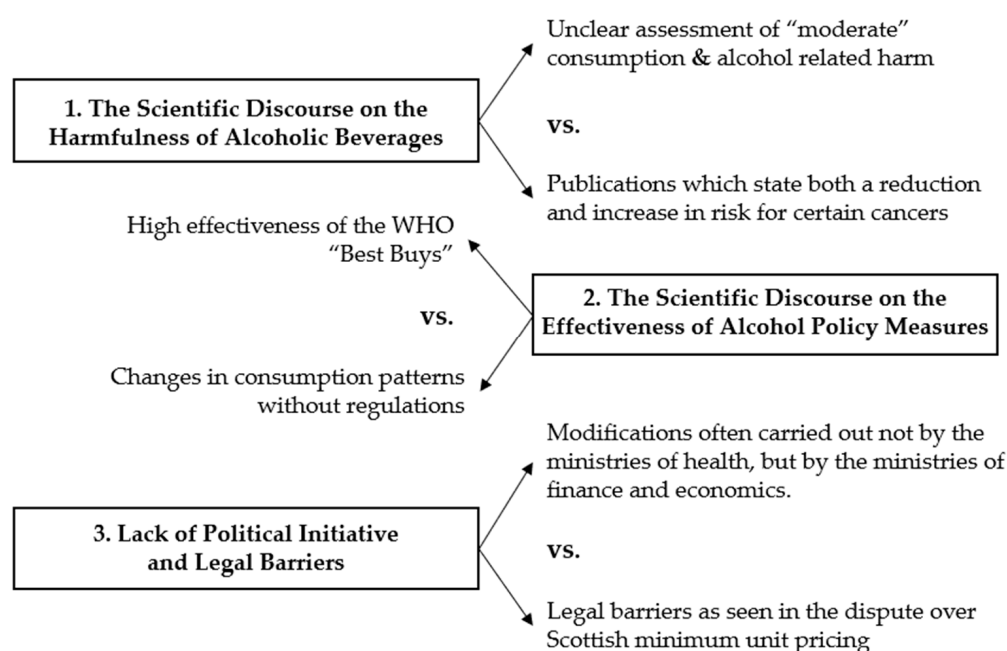 Unclear assessment of “moderate”
consumption & alcohol related harm
1. The Scientific Discourse on the
Harmfulness of Alcoholic Beverages
vs.
Publications which state both a reduction
and increase in risk for certain cancers
High effectiveness of the WHO
“Best Buys”
2. The Scientific Discourse on the
Effectiveness of Alcohol Policy Measures
vs.
Changes in consumption patterns
without regulations
Modifications often carried out not by the
ministries of health, but by the ministries of
finance and economics.
3. Lack of Political Initiative
and Legal Barriers
vs.
Legal barriers as seen in the dispute over
Scottish minimum unit pricing